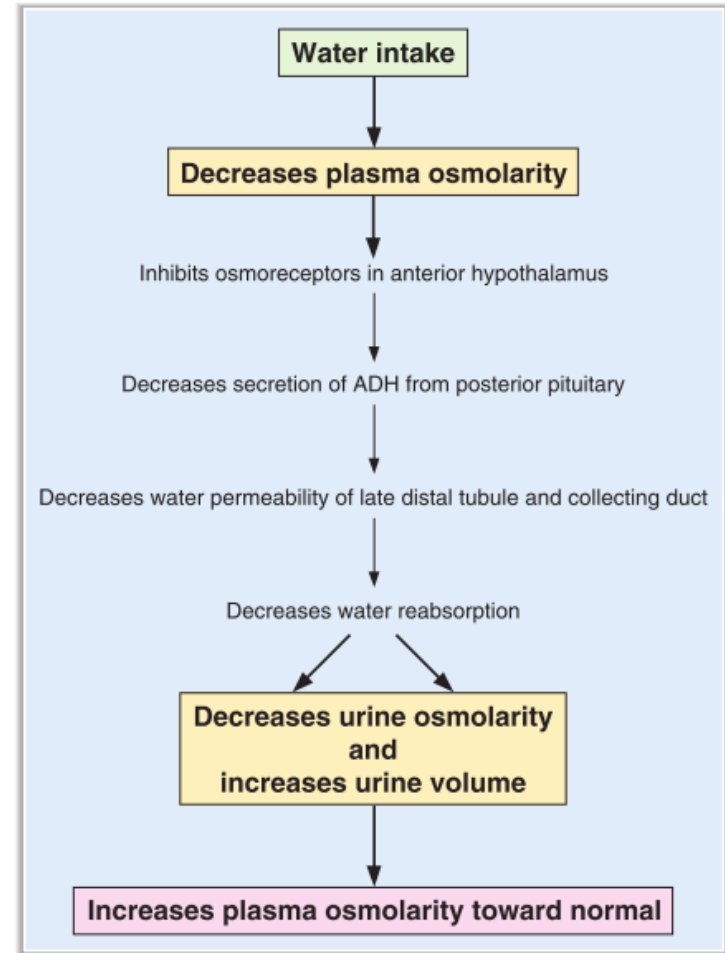 Water intake
Decreases plasma osmolarity
Inhibits osmoreceptors in anterior hypothalamus
Decreases secretion of ADH from posterior pituitary
Decreases water permeability of late distal tubule and collecting duct
Decreases water reabsorption
Decreases urine osmolarity
and
increases urine volume
Increases plasma osmolarity toward normal